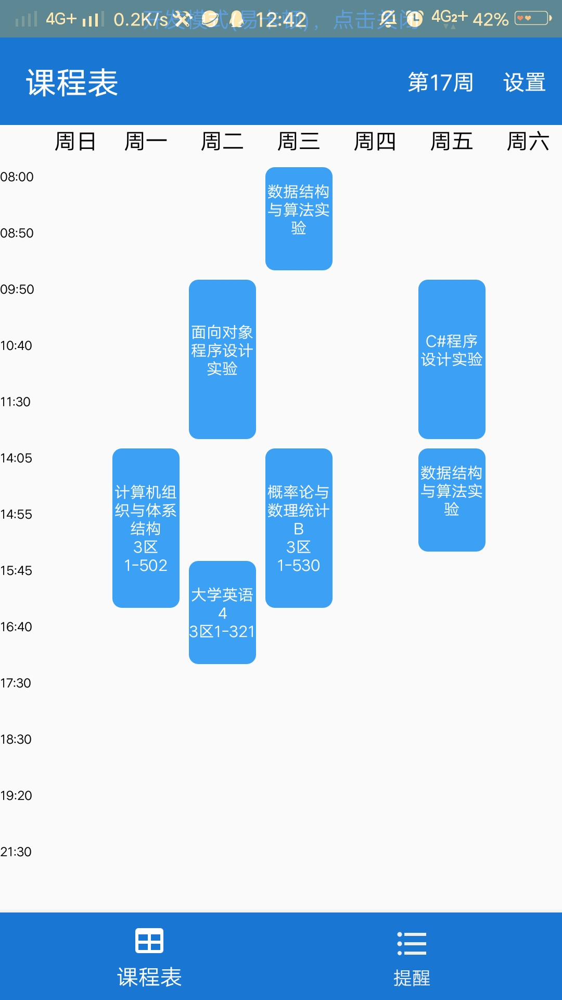 开发模式(易卡顿)，点击关闭
4G+ 0.2K/s 12:42 4G2+ 42%
课程表 第17周 设置
周日 周一 周二 周三 周四 周五 周六
08:00
数据结构
与算法实
验
08:50
09:50
面向对象
程序设计
实验
C#程序
设计实验
10:40
11:30
14:05
计算机组
织与体系
结构
3区
1-502
概率论与
数理统计
B
3区
1-530
数据结构
与算法实
验
14:55
15:45
大学英语
4
3区1-321
16:40
17:30
18:30
19:20
21:30
课程表 提醒